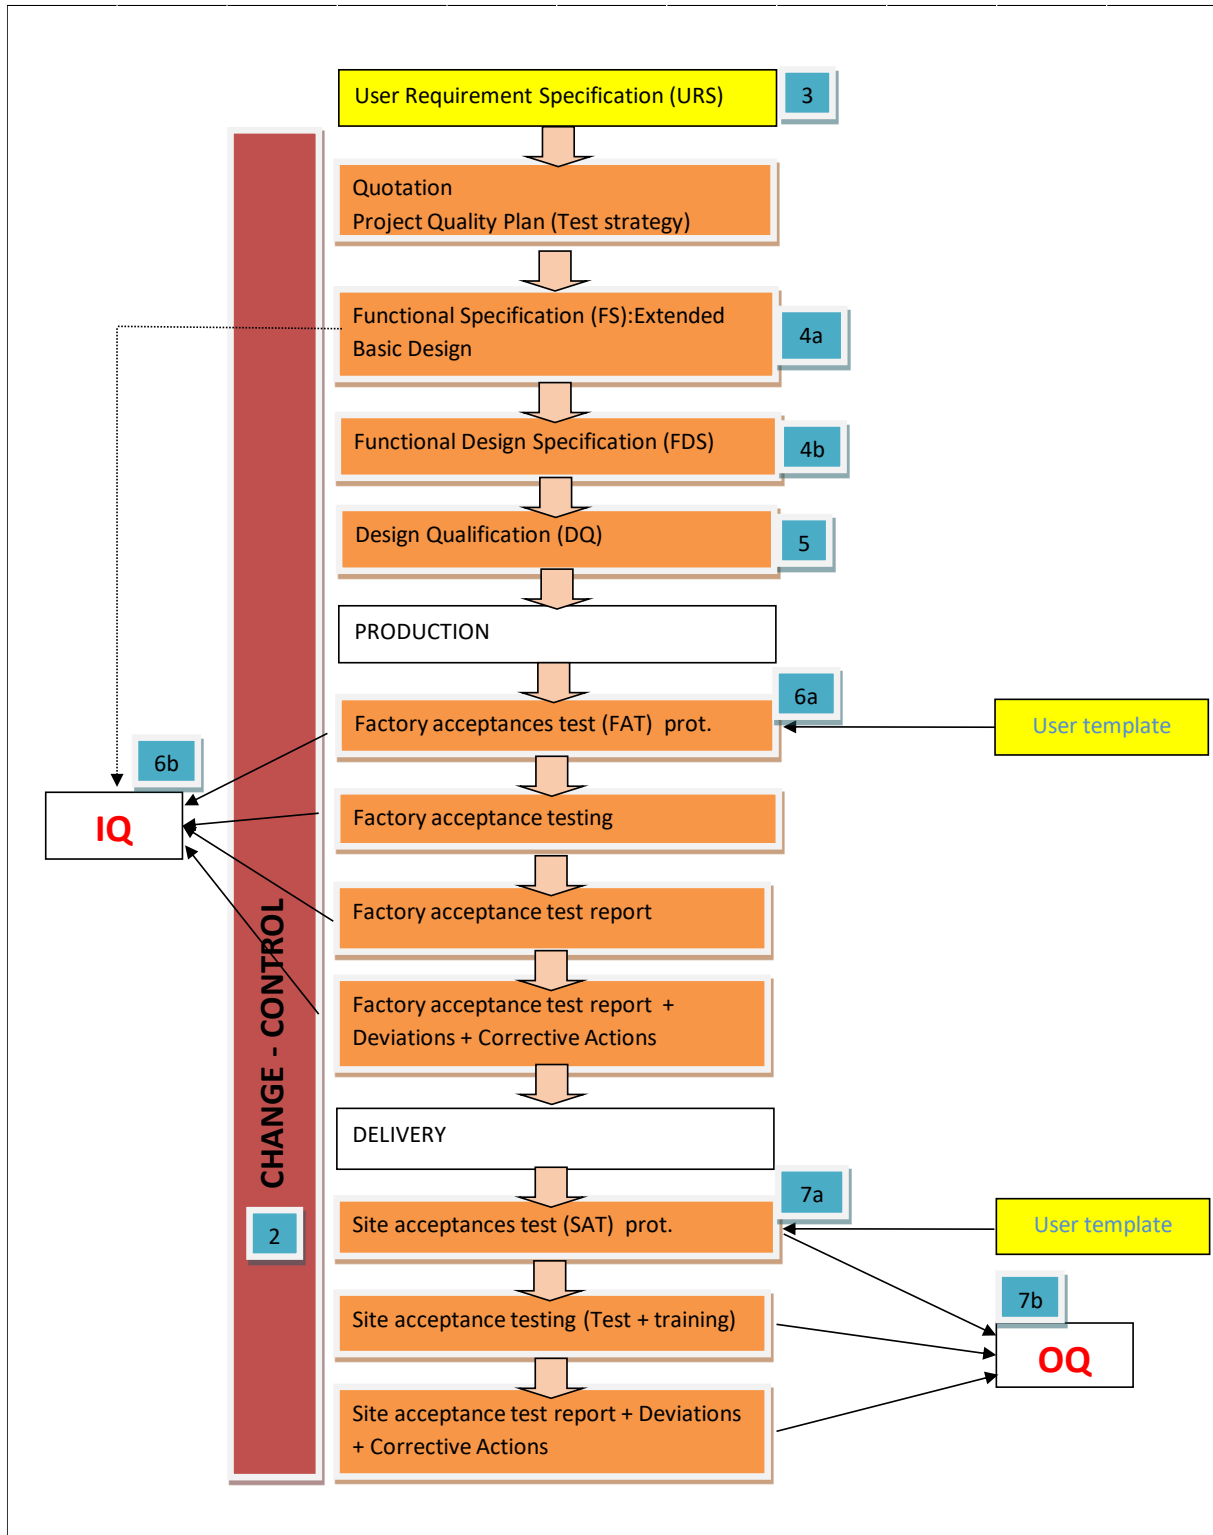 User Requirement Specification (URS)
3
Quotation
Project Quality Plan (Test strategy)
Functional Specification (FS):Extended
Basic Design
4a
Functional Design Specification (FDS)
4b
Design Qualification (DQ)
5
PRODUCTION
6a
Factory acceptances test (FAT)  prot.
User template
6b
IQ
Factory acceptance testing
Factory acceptance test report
Factory acceptance test report  +
Deviations + Corrective Actions
CHANGE - CONTROL
2
DELIVERY
7a
Site acceptances test (SAT)  prot.
User template
7b
OQ
Site acceptance testing (Test + training)
Site acceptance test report + Deviations
+ Corrective Actions